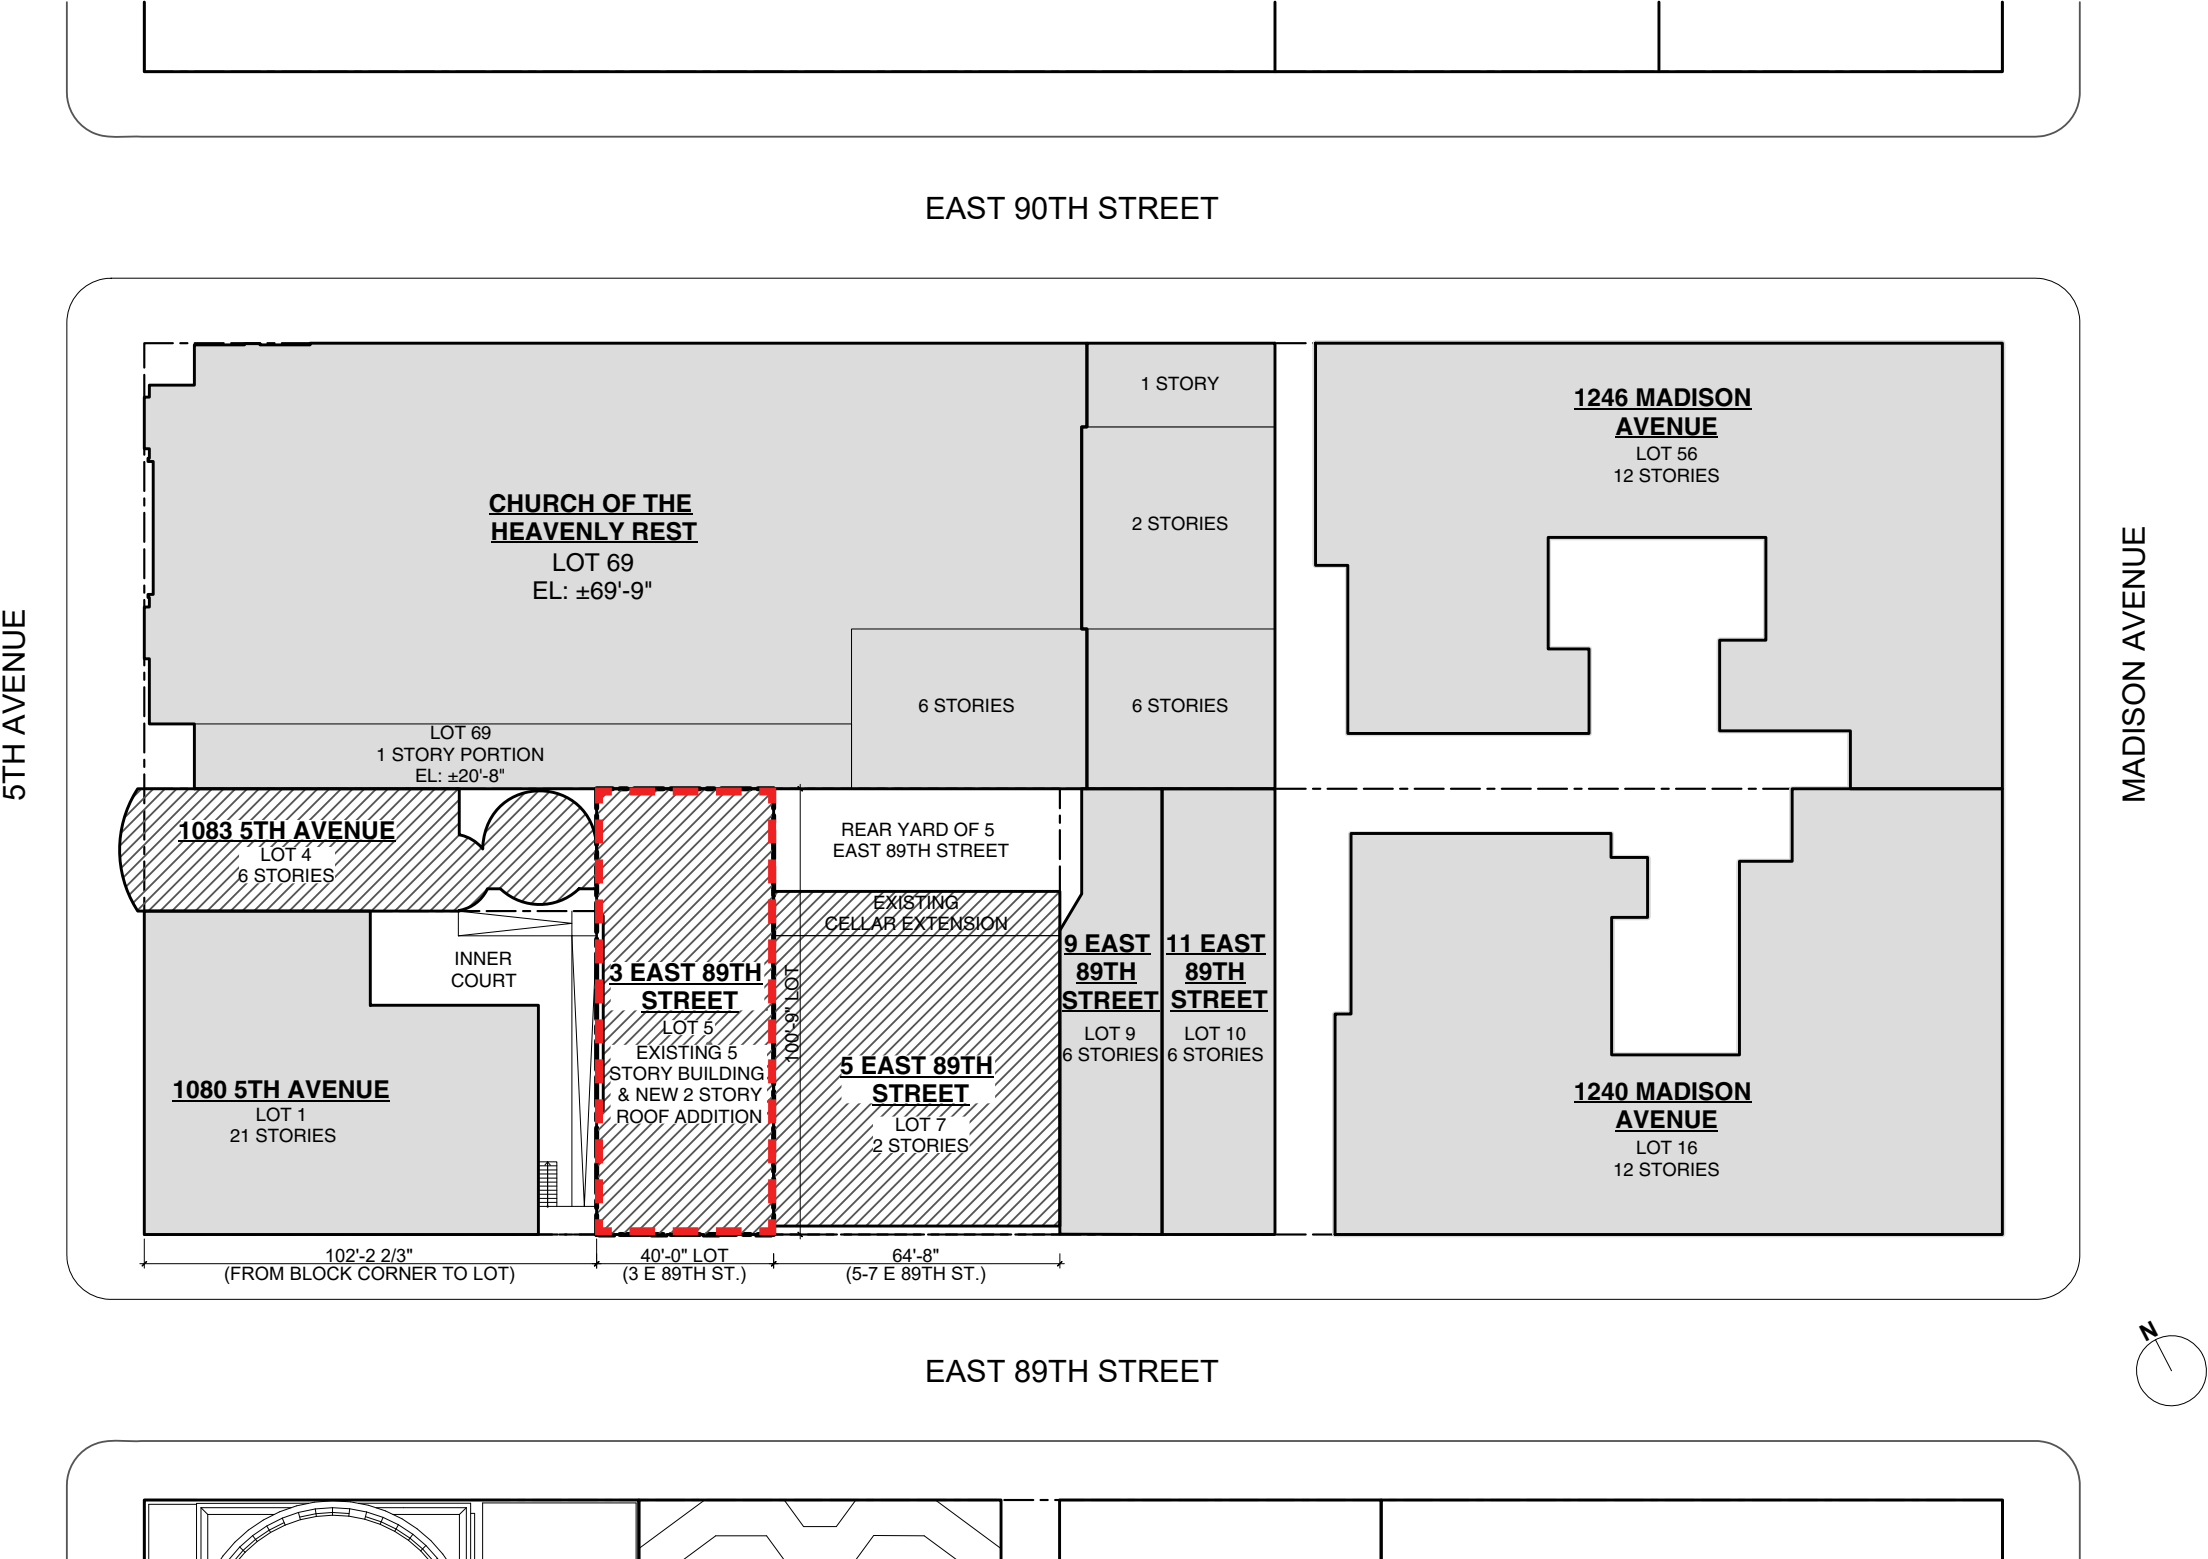 EAST 90TH STREET
5TH AVENUE
MADISON AVENUE
CHURCH OF THE
HEAVENLY REST
LOT 69
EL: ±69'-9"
1 STORY
2 STORIES
6 STORIES
6 STORIES
LOT 69
1 STORY PORTION
EL: ±20'-8"
1246 MADISON
AVENUE
LOT 56
12 STORIES
1083 5TH AVENUE
LOT 4
6 STORIES
REAR YARD OF 5
EAST 89TH STREET
EXISTING
CELLAR EXTENSION
INNER
COURT
3 EAST 89TH
STREET
LOT 5
EXISTING 5
STORY BUILDING
& NEW 2 STORY
ROOF ADDITION
100'-9" LOT
5 EAST 89TH
STREET
LOT 7
2 STORIES
9 EAST
89TH
STREET
LOT 9
6 STORIES
11 EAST
89TH
STREET
LOT 10
6 STORIES
1080 5TH AVENUE
LOT 1
21 STORIES
1240 MADISON
AVENUE
LOT 16
12 STORIES
102'-2 2/3"
(FROM BLOCK CORNER TO LOT)
40'-0" LOT
(3 E 89TH ST.)
64'-8"
(5-7 E 89TH ST.)
N
EAST 89TH STREET